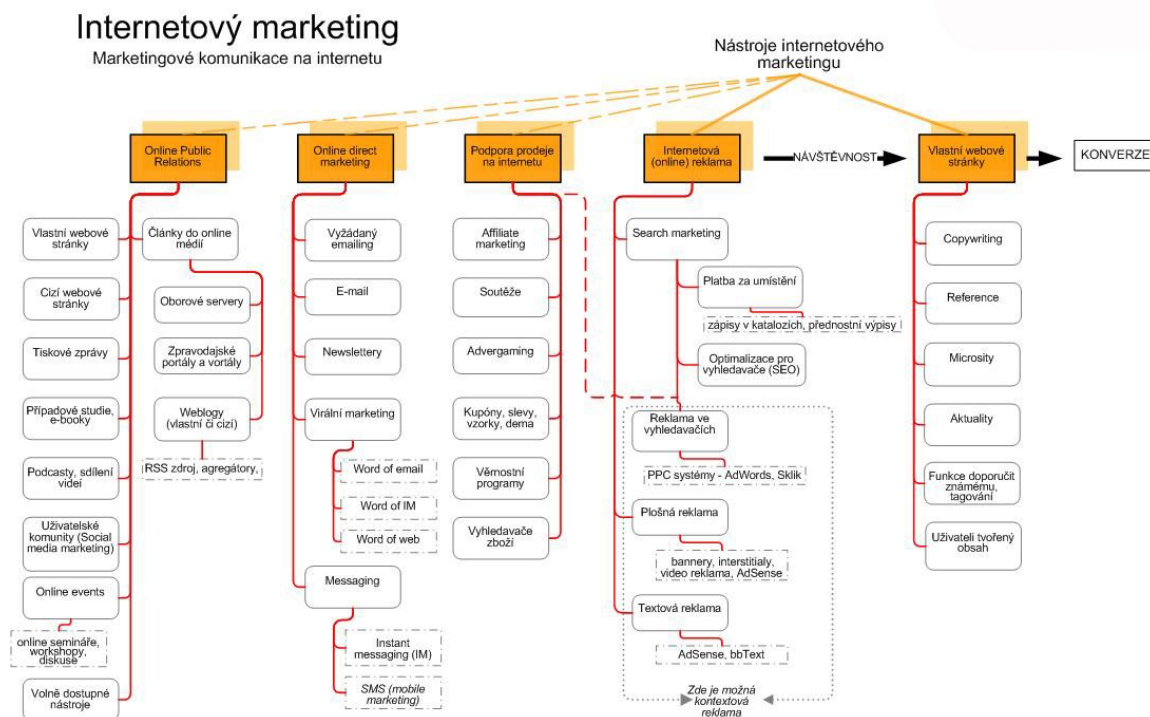 Internetový marketing
Marketingové komunikace na internetu
Nástroje internetového
marketingu
Online Public
Relations
Online direct
marketing
Podpora prodeje
na internetu
Internetová
(online) reklama
NÁVŠTĚVNOST
Vlastní webové
stránky
KONVERZE
Vlastní webové
stránky
Cizí webové
stránky
Tiskové zprávy
Případové studie,
e-booky
Podcasty, sdílení
videí
Uživatelské
komunity (Social
media marketing)
Online events
online semináře,
workshopy,
diskuse
Volně dostupné
nástroje
Články do online
médií
Oborové servery
Zpravodajské
portály a vortály
Weblogy
(vlastní či cizí)
RSS zdroj, agregátory,
Vyžádaný
emailing
E-mail
Newslettery
Virální marketing
Word of email
Word of IM
Word of web
Messaging
Instant
messaging (IM)
SMS (mobile
marketing)
Affiliate
marketing
Soutěže
Advergaming
Kupóny, slevy,
vzorky, dema
Věrnostní
programy
Vyhledavače
zboží
Search marketing
Platba za umístění
zápisy v katalozích, přednostní výpisy
Optimalizace pro
vyhledavače (SEO)
Reklama ve
vyhledavačích
PPC systémy - AdWords, Sklik
Plošná reklama
bannery, interstitialy,
video reklama, AdSense
Textová reklama
AdSense, bbText
Zde je možná
kontextová
reklama
Copywriting
Reference
Microsity
Aktuality
Funkce doporučit
známému,
tagování
Uživateli tvořený
obsah